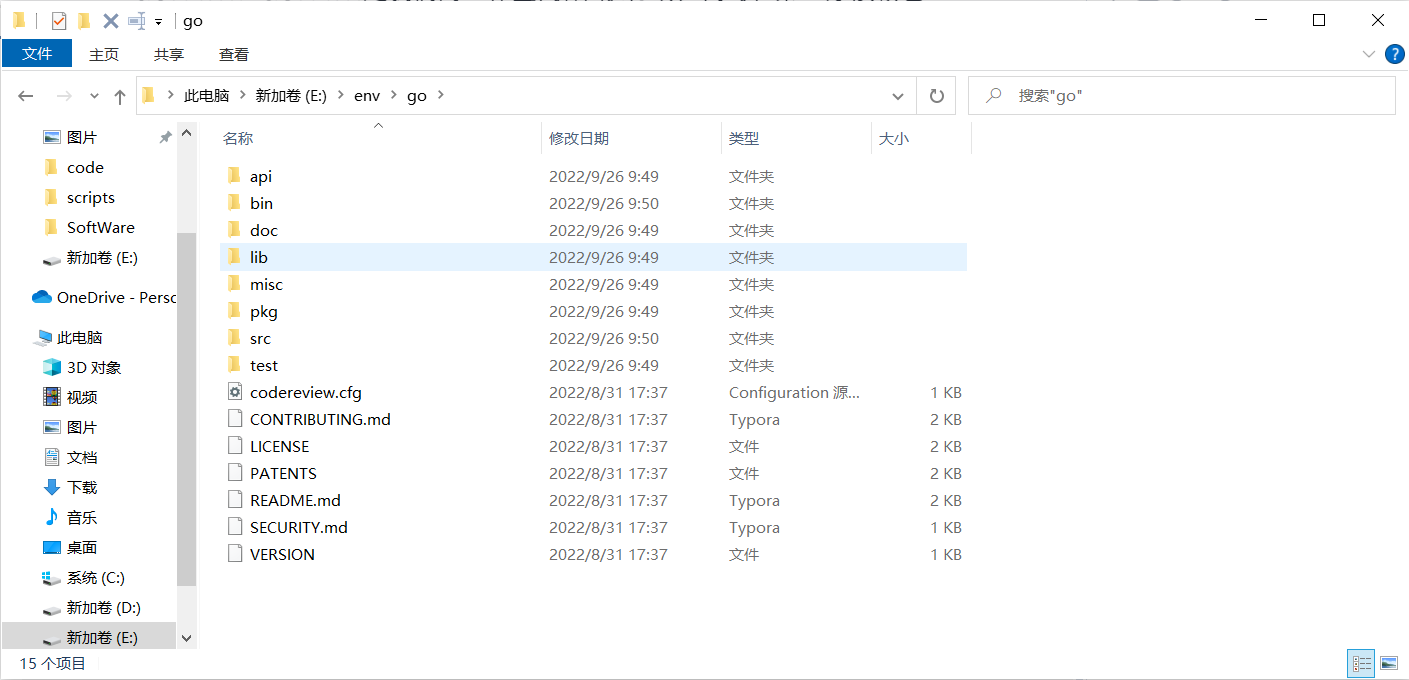 go
文件 主页 共享 查看
此电脑 新加卷 (E:) env go 搜索"go"
名称 修改日期 类型 大小
图片
code
scripts
SoftWare
新加卷 (E:)
OneDrive - Perso
此电脑
3D 对象
视频
图片
文档
下载
音乐
桌面
系统 (C:)
新加卷 (D:)
新加卷 (E:)
api 2022/9/26 9:49 文件夹
bin 2022/9/26 9:50 文件夹
doc 2022/9/26 9:49 文件夹
lib 2022/9/26 9:49 文件夹
misc 2022/9/26 9:49 文件夹
pkg 2022/9/26 9:49 文件夹
src 2022/9/26 9:50 文件夹
test 2022/9/26 9:49 文件夹
codereview.cfg 2022/8/31 17:37 Configuration 源... 1 KB
CONTRIBUTING.md 2022/8/31 17:37 Typora 2 KB
LICENSE 2022/8/31 17:37 文件 2 KB
PATENTS 2022/8/31 17:37 文件 2 KB
README.md 2022/8/31 17:37 Typora 2 KB
SECURITY.md 2022/8/31 17:37 Typora 1 KB
VERSION 2022/8/31 17:37 文件 1 KB
15 个项目